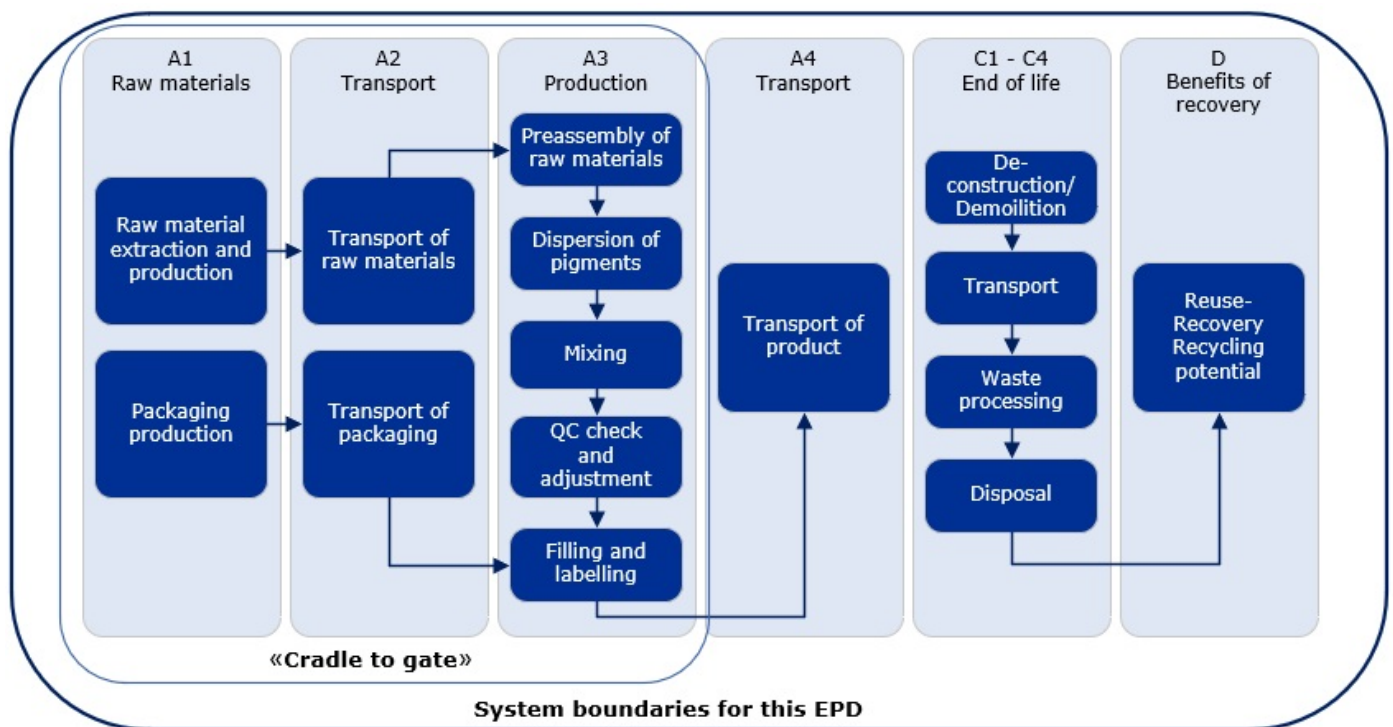 A1
Raw materials
A2
Transport
A3
Production
A4
Transport
C1 - C4
End of life
D
Benefits of
recovery
Raw material
extraction and
production
Packaging
production
Transport of
raw materials
Transport of
packaging
Preassembly of
raw materials
Dispersion of
pigments
Mixing
QC check
and
adjustment
Filling and
labelling
Transport of
product
De-
construction/
Demoilition
Transport
Waste
processing
Disposal
Reuse-
Recovery
Recycling
potential
«Cradle to gate»
System boundaries for this EPD